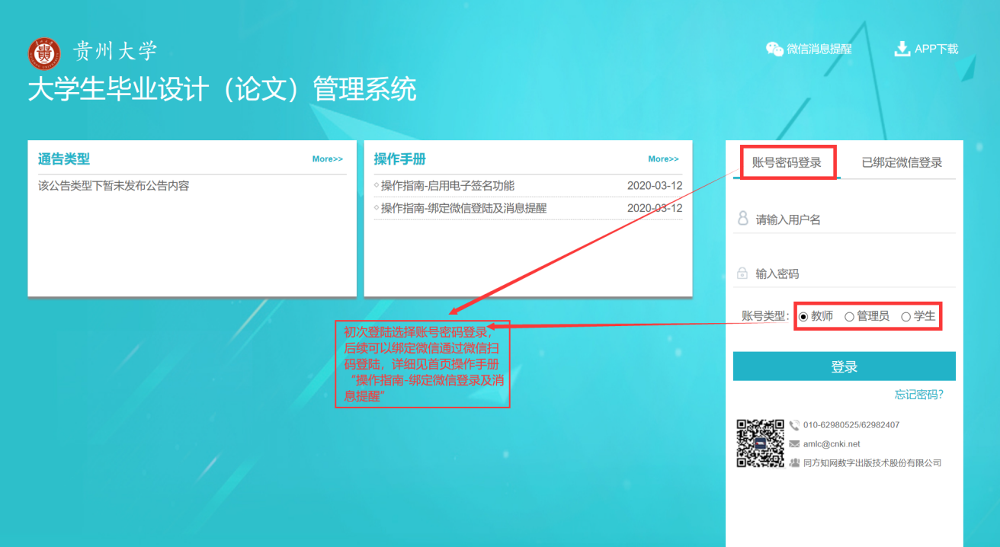 贵州大学
大学生毕业设计（论文）管理系统
微信消息提醒
APP下载
通告类型
More>>
该公告类型下暂未发布公告内容
操作手册
More>>
操作指南-启用电子签名功能
2020-03-12
操作指南-绑定微信登陆及消息提醒
2020-03-12
账号密码登录
已绑定微信登录
请输入用户名
输入密码
账号类型: 教师 管理员 学生
登录
忘记密码?
010-62980525/62982407
amlc@cnki.net
同方知网数字出版技术股份有限公司
初次登陆选择账号密码登录，
后续可以绑定微信通过微信扫
码登陆，详细见首页操作手册
“操作指南-绑定微信登录及消
息提醒”